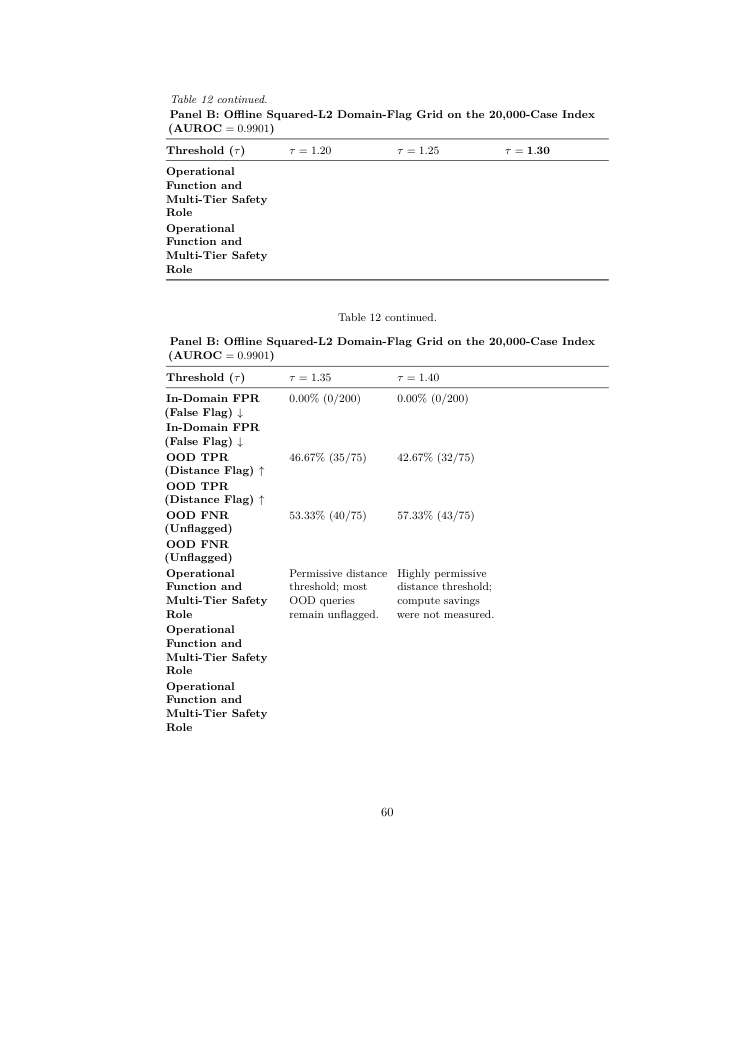 Table 12 continued.
Panel B: Offline Squared-L2 Domain-Flag Grid on the 20,000-Case Index
(AUROC = 0.9901)
Threshold (τ) τ = 1.20 τ = 1.25 τ = 1.30
Operational
Function and
Multi-Tier Safety
Role
Operational
Function and
Multi-Tier Safety
Role
Table 12 continued.
Panel B: Offline Squared-L2 Domain-Flag Grid on the 20,000-Case Index
(AUROC = 0.9901)
Threshold (τ) τ = 1.35 τ = 1.40
In-Domain FPR 0.00% (0/200) 0.00% (0/200)
(False Flag) ↓
In-Domain FPR
(False Flag) ↓
OOD TPR 46.67% (35/75) 42.67% (32/75)
(Distance Flag) ↑
OOD TPR
(Distance Flag) ↑
OOD FNR 53.33% (40/75) 57.33% (43/75)
(Unflagged)
OOD FNR
(Unflagged)
Operational Permissive distance Highly permissive
Function and threshold; most distance threshold;
Multi-Tier Safety OOD queries compute savings
Role remain unflagged. were not measured.
Operational
Function and
Multi-Tier Safety
Role
Operational
Function and
Multi-Tier Safety
Role
60